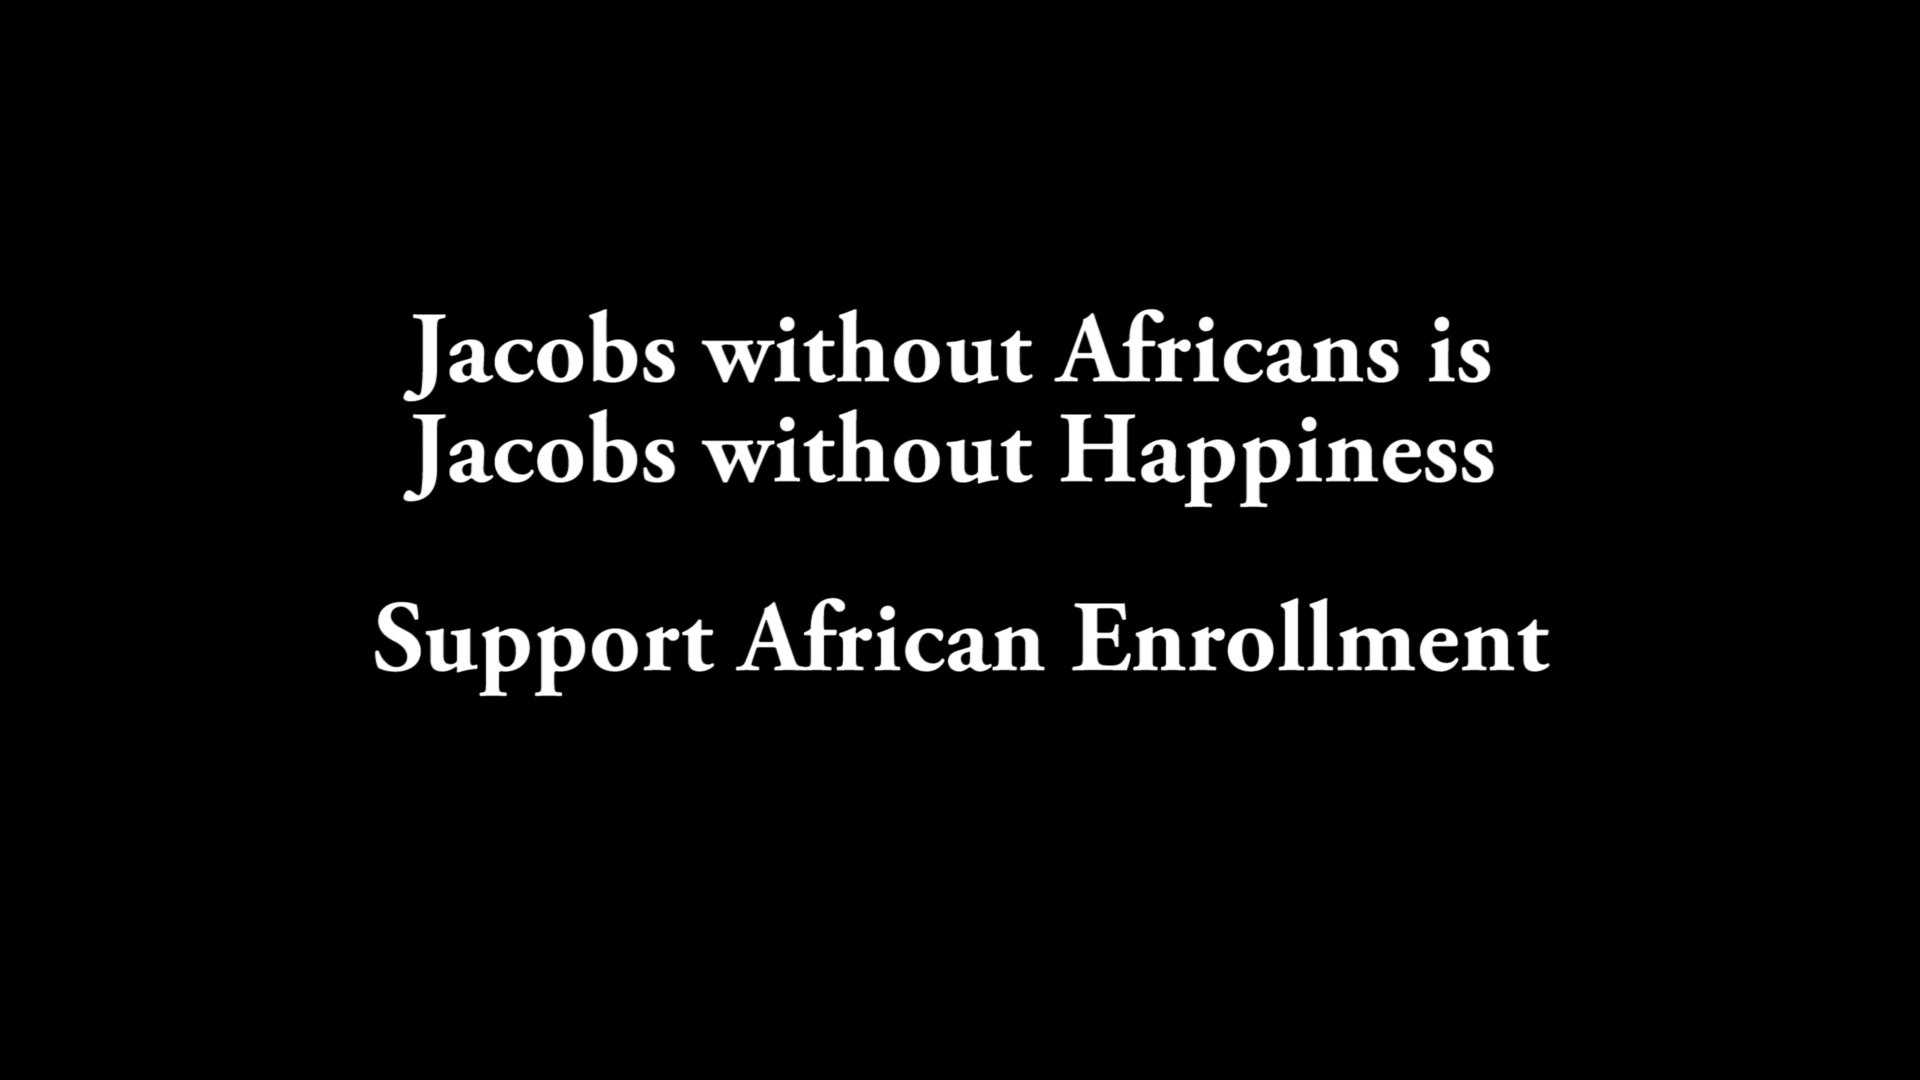 Jacobs without Africans is
Jacobs without Happiness
Support African Enrollment